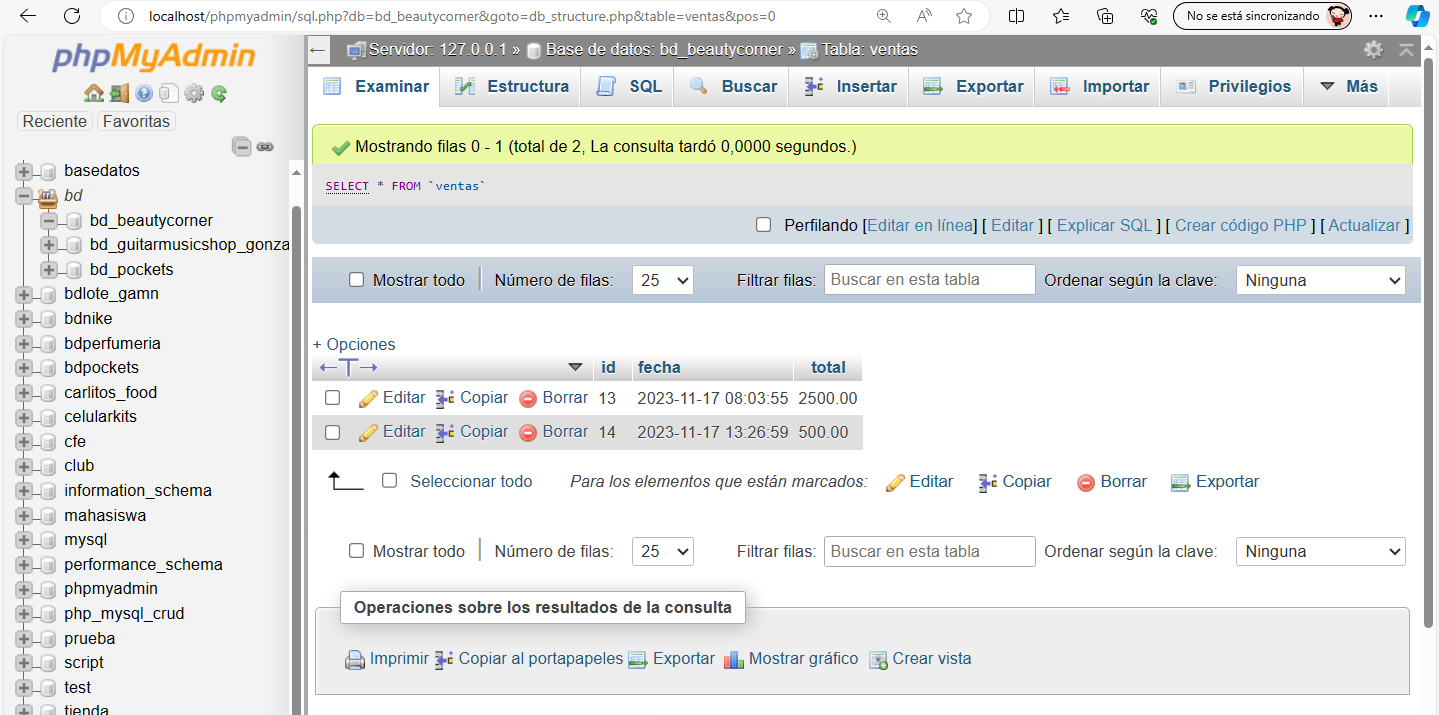 localhost/phpmyadmin/sql.php?db=bd_beautycorner&goto=db_structure.php&table=ventas&pos=0
No se está sincronizando
phpMyAdmin
Reciente Favoritas
basedatos
bd
bd_beautycorner
bd_guitarmusicshop_gonza
bd_pockets
bdlote_gamn
bdnike
bdperfumeria
bdpockets
carlitos_food
celularkits
cfe
club
information_schema
mahasiswa
mysql
performance_schema
phpmyadmin
php_mysql_crud
prueba
script
test
tienda
Servidor: 127.0.0.1 » Base de datos: bd_beautycorner » Tabla: ventas
Examinar Estructura SQL Buscar Insertar Exportar Importar Privilegios Más
Mostrando filas 0 - 1 (total de 2, La consulta tardó 0,0000 segundos.)
SELECT * FROM `ventas`
Perfilando [Editar en línea] [ Editar ] [ Explicar SQL ] [ Crear código PHP ] [ Actualizar ]
Mostrar todo Número de filas: 25 Filtrar filas: Buscar en esta tabla Ordenar según la clave: Ninguna
+ Opciones
id fecha total
Editar Copiar Borrar 13 2023-11-17 08:03:55 2500.00
Editar Copiar Borrar 14 2023-11-17 13:26:59 500.00
Seleccionar todo Para los elementos que están marcados: Editar Copiar Borrar Exportar
Mostrar todo Número de filas: 25 Filtrar filas: Buscar en esta tabla Ordenar según la clave: Ninguna
Operaciones sobre los resultados de la consulta
Imprimir Copiar al portapapeles Exportar Mostrar gráfico Crear vista